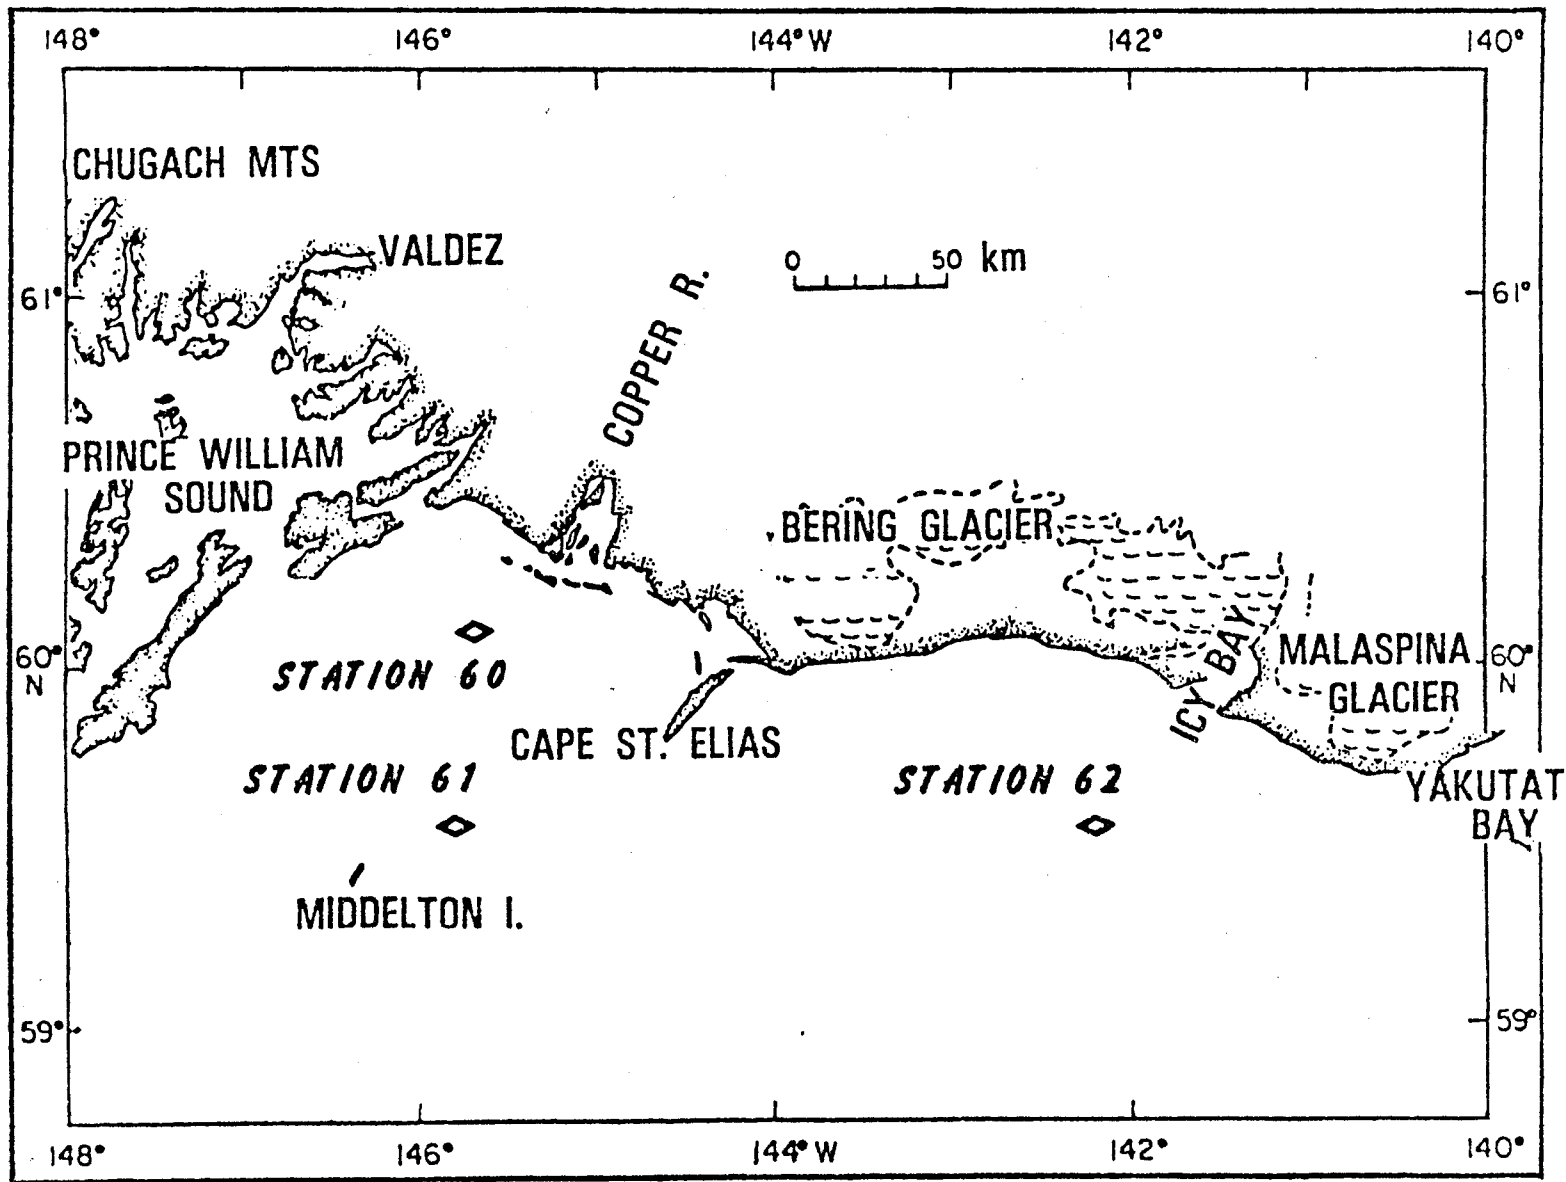 148° 146° 144° W 142° 140°
CHUGACH MTS
VALDEZ
0 50 km
61° 61°
COPPER R.
PRINCE WILLIAM
SOUND
BERING GLACIER
60° 60°
N N
STATION 60
ICY BAY
MALASPINA
GLACIER
CAPE ST. ELIAS
STATION 61
STATION 62
YAKUTAT
BAY
MIDDELTON I.
59° 59°
148° 146° 144° W 142° 140°